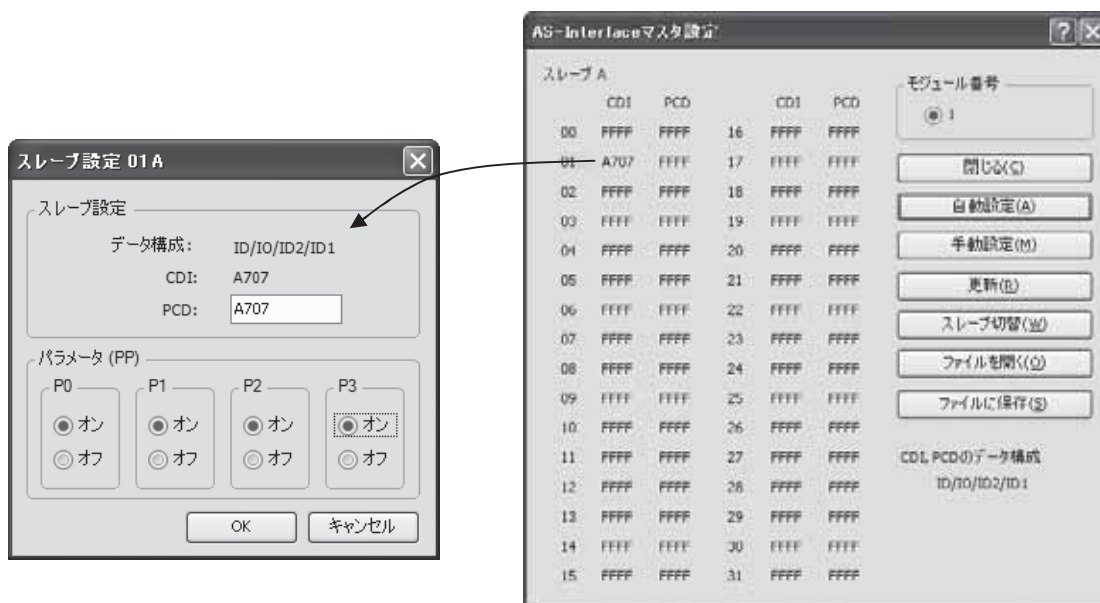 スレーブ設定 01A
スレーブ設定
データ構成: ID/IO/ID2/ID1
CDI: A707
PCD: A707
パラメータ (PP)
P0 P1 P2 P3
オン オン オン オン
オフ オフ オフ オフ
OK キャンセル
AS-Interfaceマスタ設定
スレーブ A
CDI PCD CDI PCD
00 FFFF FFFF 16 FFFF FFFF
01 A707 FFFF 17 FFFF FFFF
02 FFFF FFFF 18 FFFF FFFF
03 FFFF FFFF 19 FFFF FFFF
04 FFFF FFFF 20 FFFF FFFF
05 FFFF FFFF 21 FFFF FFFF
06 FFFF FFFF 22 FFFF FFFF
07 FFFF FFFF 23 FFFF FFFF
08 FFFF FFFF 24 FFFF FFFF
09 FFFF FFFF 25 FFFF FFFF
10 FFFF FFFF 26 FFFF FFFF
11 FFFF FFFF 27 FFFF FFFF
12 FFFF FFFF 28 FFFF FFFF
13 FFFF FFFF 29 FFFF FFFF
14 FFFF FFFF 30 FFFF FFFF
15 FFFF FFFF 31 FFFF FFFF
モジュール番号
1
閉じる(C)
自動設定(A)
手動設定(M)
更新(R)
スレーブ切替(W)
ファイルを開く(O)
ファイルに保存(S)
CDI, PCDのデータ構成
ID/IO/ID2/ID1